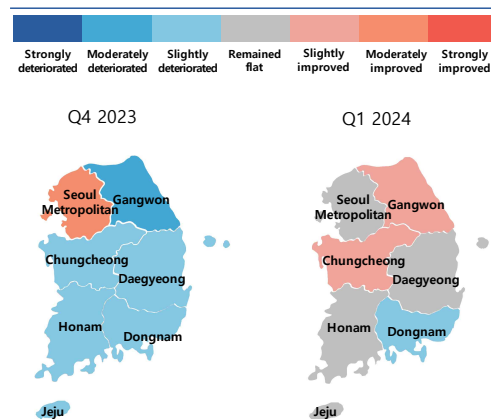 Strongly deteriorated
Moderately deteriorated
Slightly deteriorated
Remained flat
Slightly improved
Moderately improved
Strongly improved
Q4 2023
Seoul Metropolitan
Gangwon
Chungcheong
Daegyeong
Honam
Dongnam
Jeju
Q1 2024
Seoul Metropolitan
Gangwon
Chungcheong
Daegyeong
Honam
Dongnam
Jeju